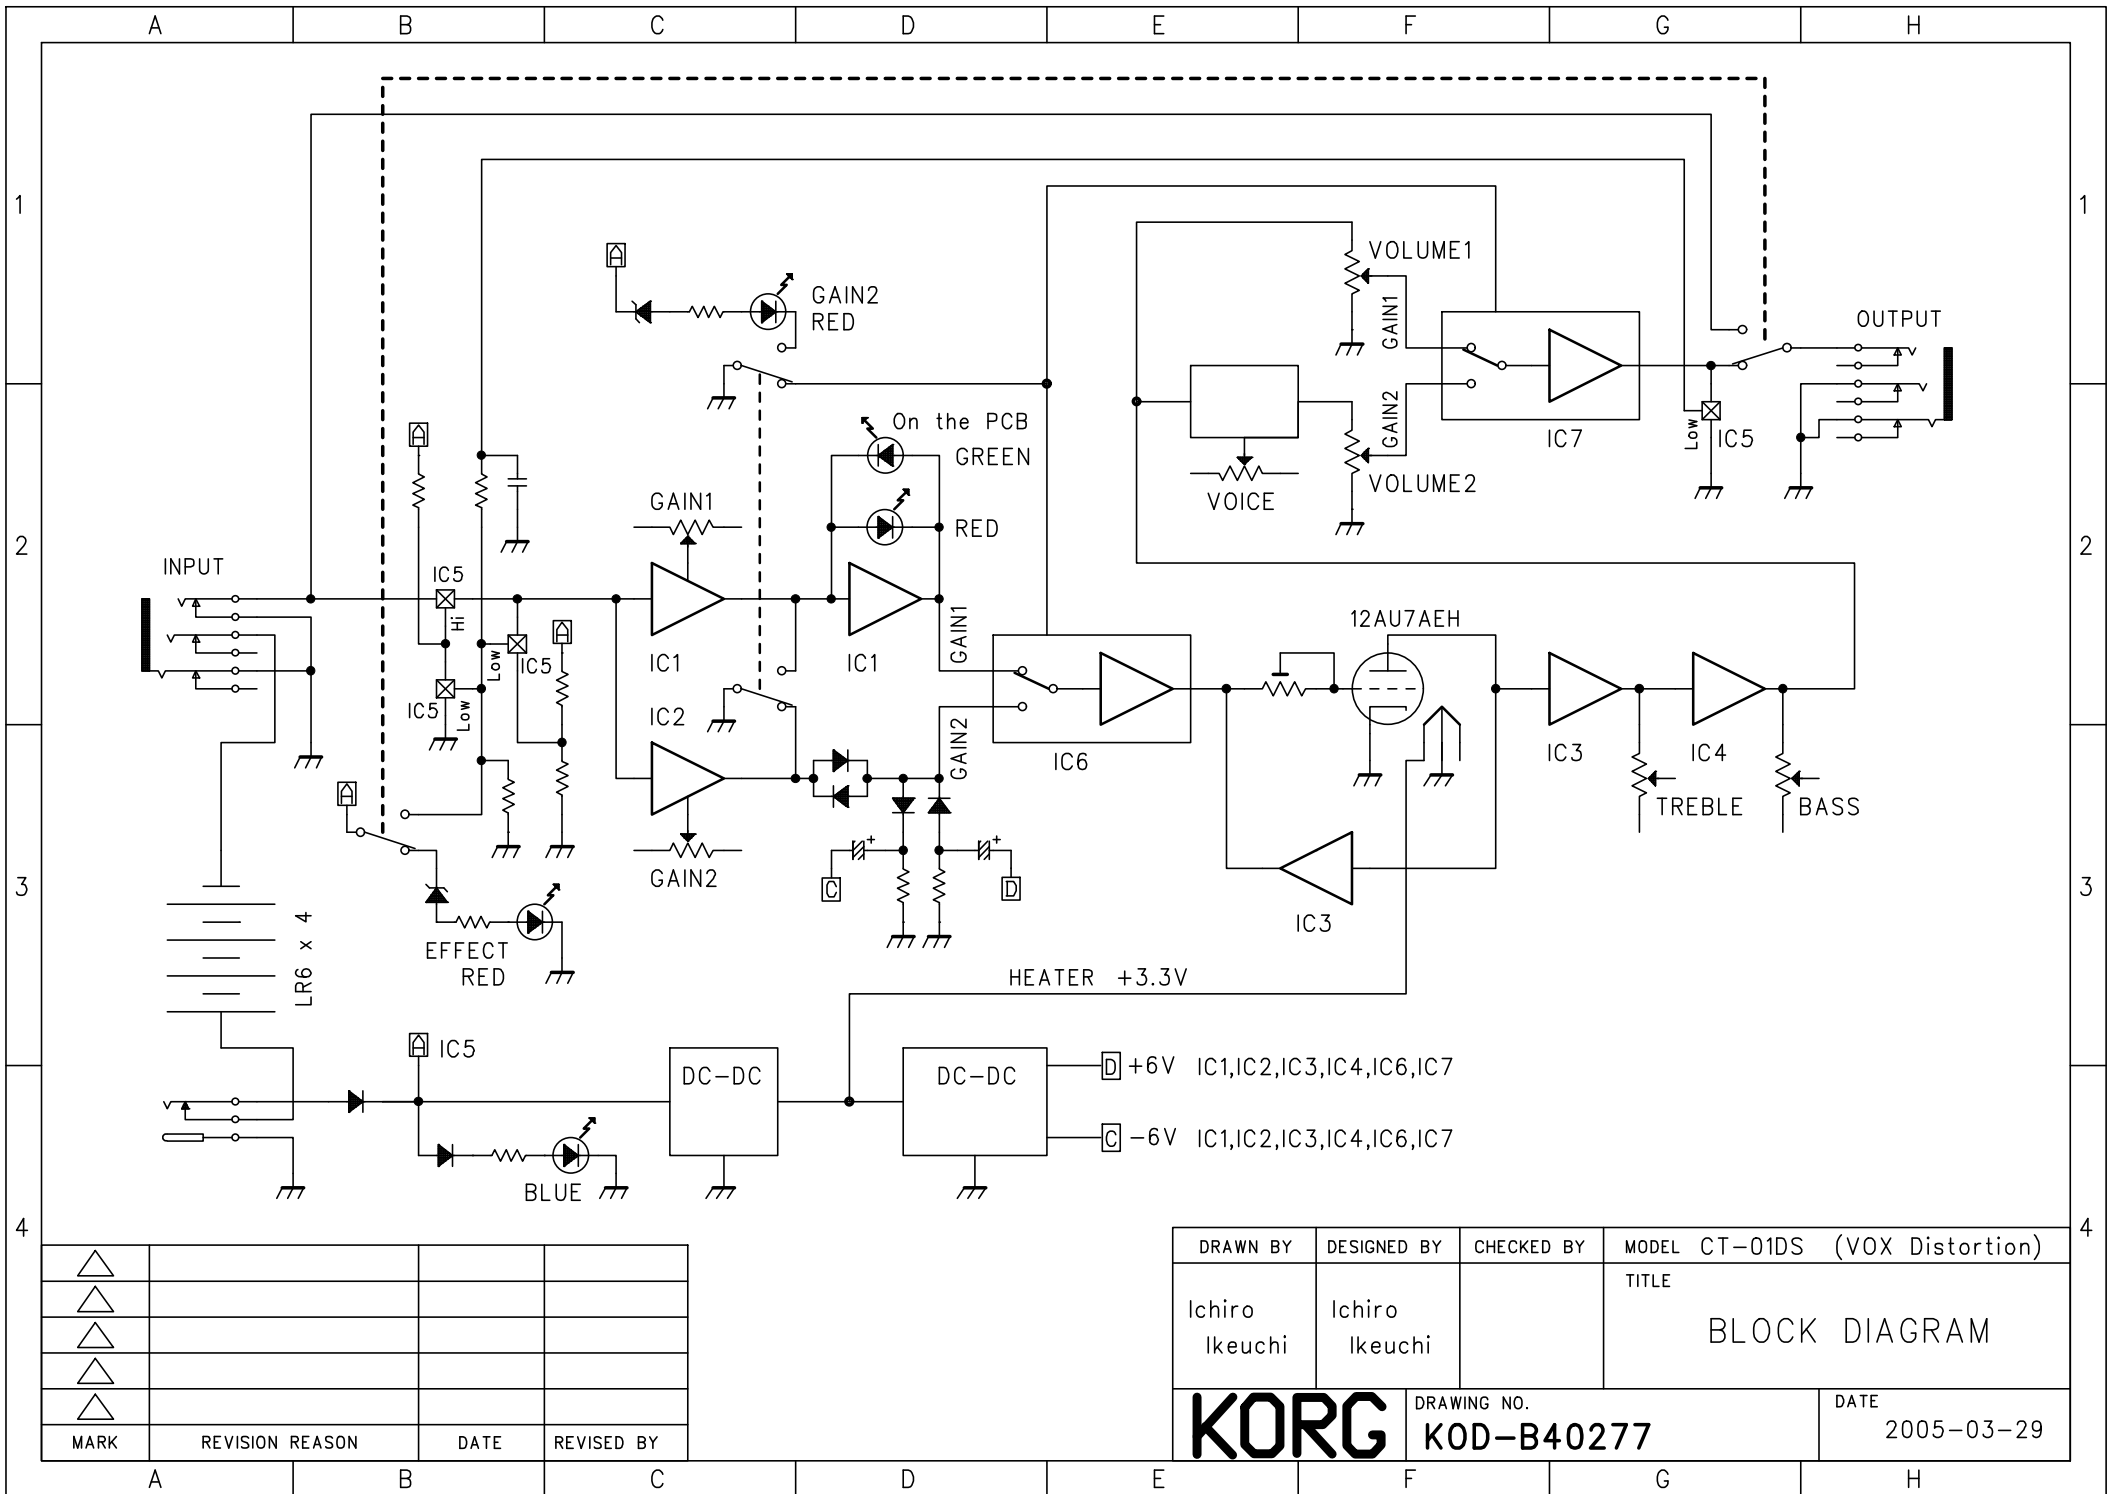 A B C D E F G H
1 1
GAIN2
RED
VOLUME1
GAIN1
OUTPUT
On the PCB
GREEN
GAIN2
IC7
Low
IC5
VOLUME2
VOICE
A
A
2 2
GAIN1
RED
INPUT
IC5
Hi
A
IC1
IC1
GAIN1
12AU7AEH
Low
IC5
IC5
Low
IC2
GAIN2
IC6
IC3
IC4
TREBLE
BASS
A
3 3
GAIN2
C
D
IC3
LR6 x 4
EFFECT
RED
HEATER +3.3V
A IC5
DC-DC
DC-DC
D +6V IC1,IC2,IC3,IC4,IC6,IC7
C -6V IC1,IC2,IC3,IC4,IC6,IC7
BLUE
4 4
DRAWN BY DESIGNED BY CHECKED BY MODEL CT-01DS (VOX Distortion)
TITLE
Ichiro
Ikeuchi
Ichiro
Ikeuchi
BLOCK DIAGRAM
KORG
DRAWING NO.
KOD-B40277
DATE
2005-03-29
MARK REVISION REASON DATE REVISED BY
A B C D E F G H